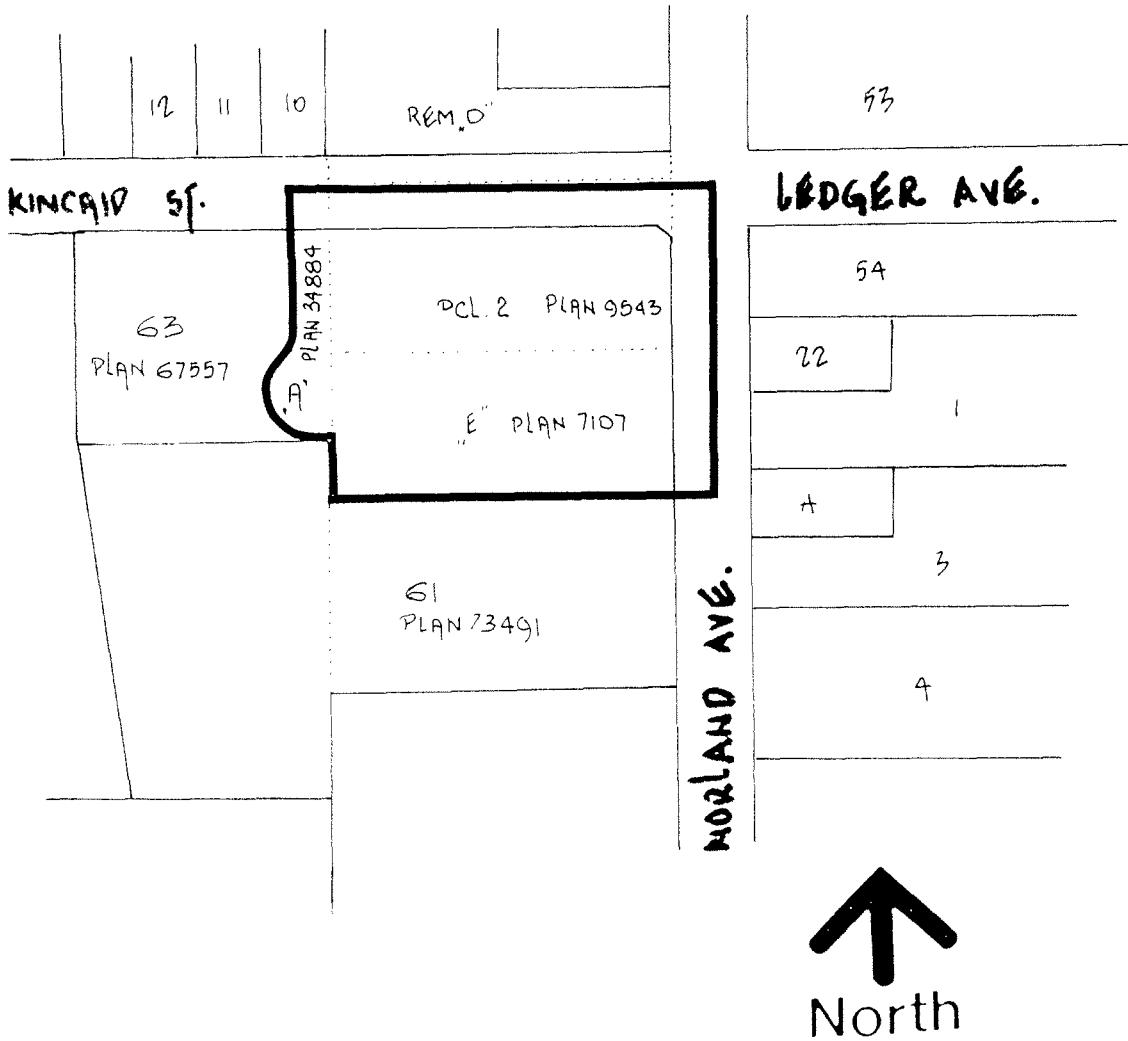 12
11
10
REM. „D"
53
KINCAID ST.
LEDGER AVE.
PLAN 34884
PCL. 2 PLAN 9543
54
63
PLAN 67557
22
„A'
„E" PLAN 7107
1
A
3
61
PLAN 73491
NORLAND AVE.
4
North